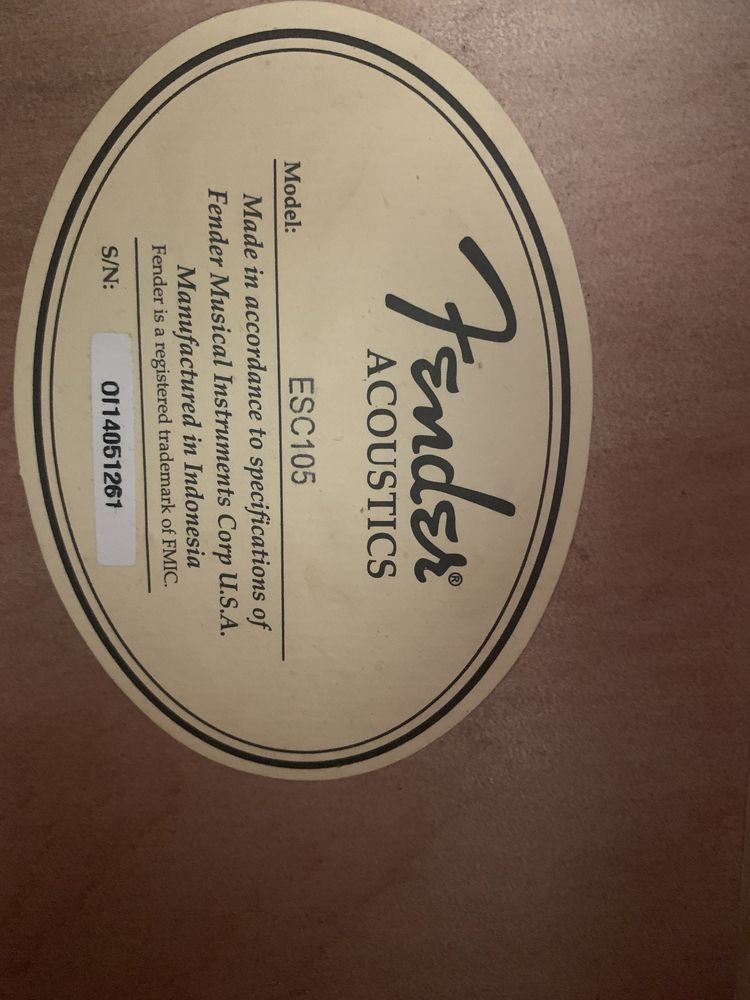 Fender®
ACOUSTICS
Model: ESC105
Made in accordance to specifications of
Fender Musical Instruments Corp U.S.A.
Manufactured in Indonesia
Fender is a registered trademark of FMIC.
S/N: OI14051261